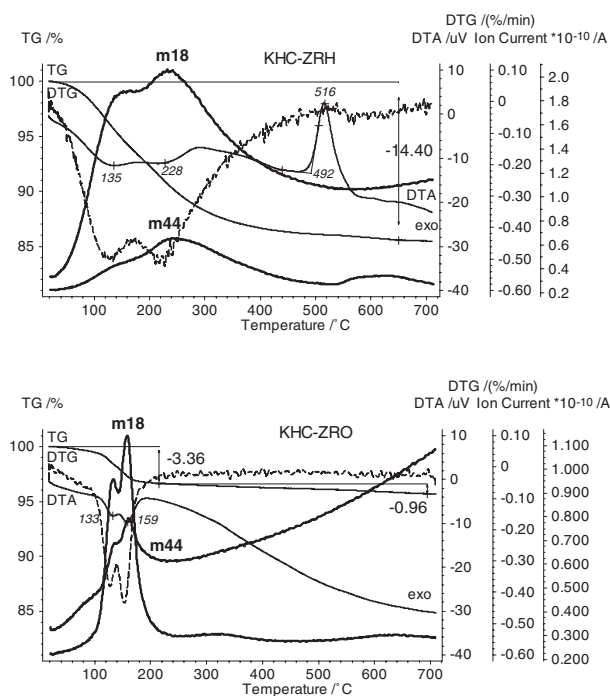 DTG /(%/min)
TG /% DTA /uV Ion Current *10-10 /A
KHC-ZRH
m18
TG
DTG
516
-14.40
135 228 492
DTA
exo
m44
100 95 90 85
10 0 -10 -20 -30 -40
0.10 0 -0.10 -0.20 -0.30 -0.40 -0.50 -0.60
2.0 1.8 1.6 1.4 1.2 1.0 0.8 0.6 0.4 0.2
100 200 300 400 500 600 700
Temperature /˚C
DTG /(%/min)
TG /% DTA /uV Ion Current *10-10 /A
m18
KHC-ZRO
TG
DTG
-3.36
DTA
-0.96
133 159
m44
exo
100 95 90 85
10 0 -10 -20 -30 -40
0.10 0 -0.10 -0.20 -0.30 -0.40 -0.50 -0.60
1.100 1.000 0.900 0.800 0.700 0.600 0.500 0.400 0.300 0.200
100 200 300 400 500 600 700
Temperature /˚C